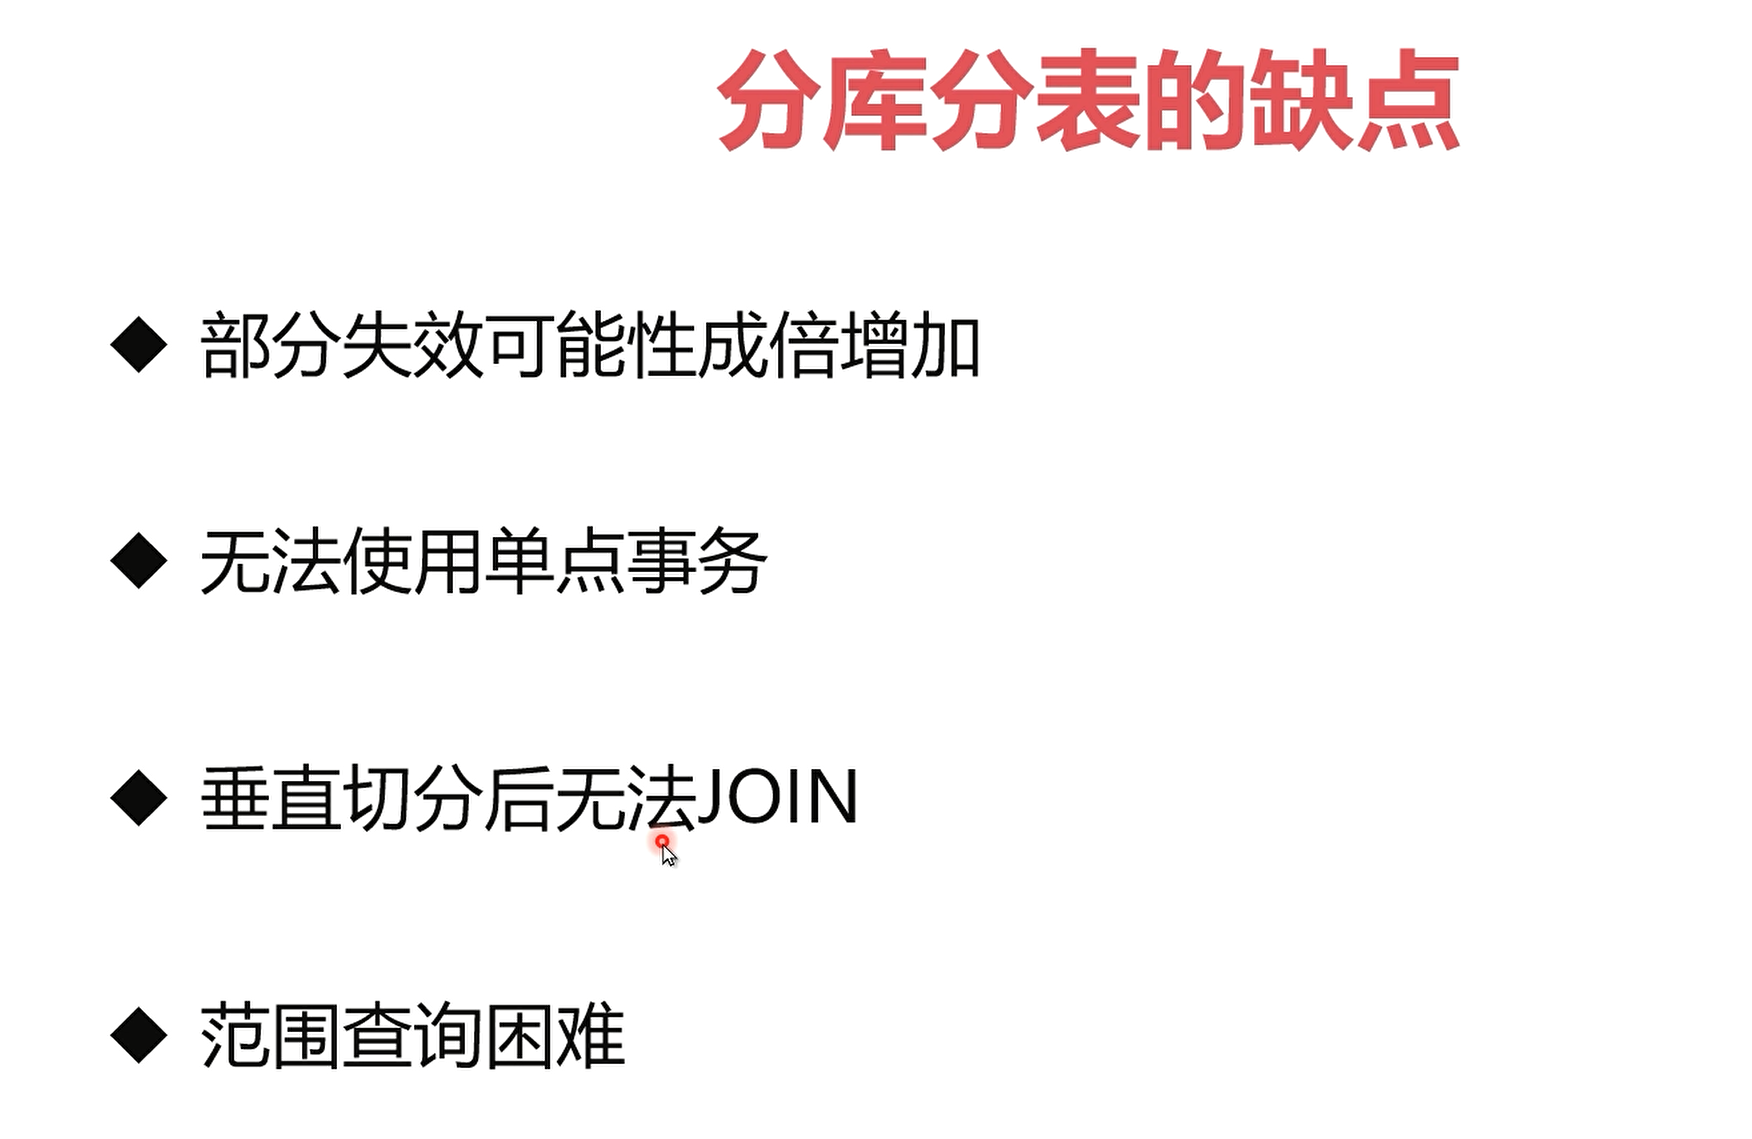 分库分表的缺点
部分失效可能性成倍增加
无法使用单点事务
垂直切分后无法JOIN
范围查询困难